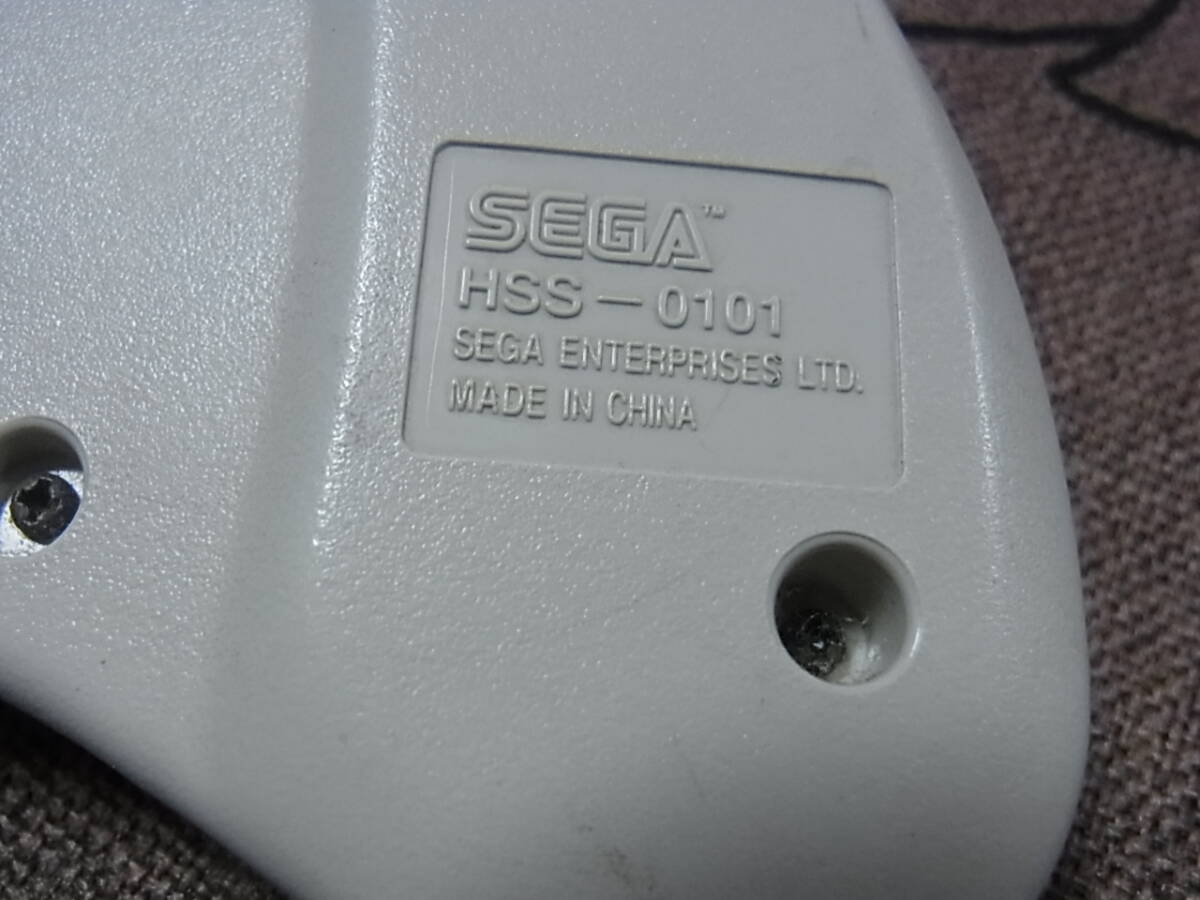 SEGA™
HSS-0101
SEGA ENTERPRISES LTD.
MADE IN CHINA